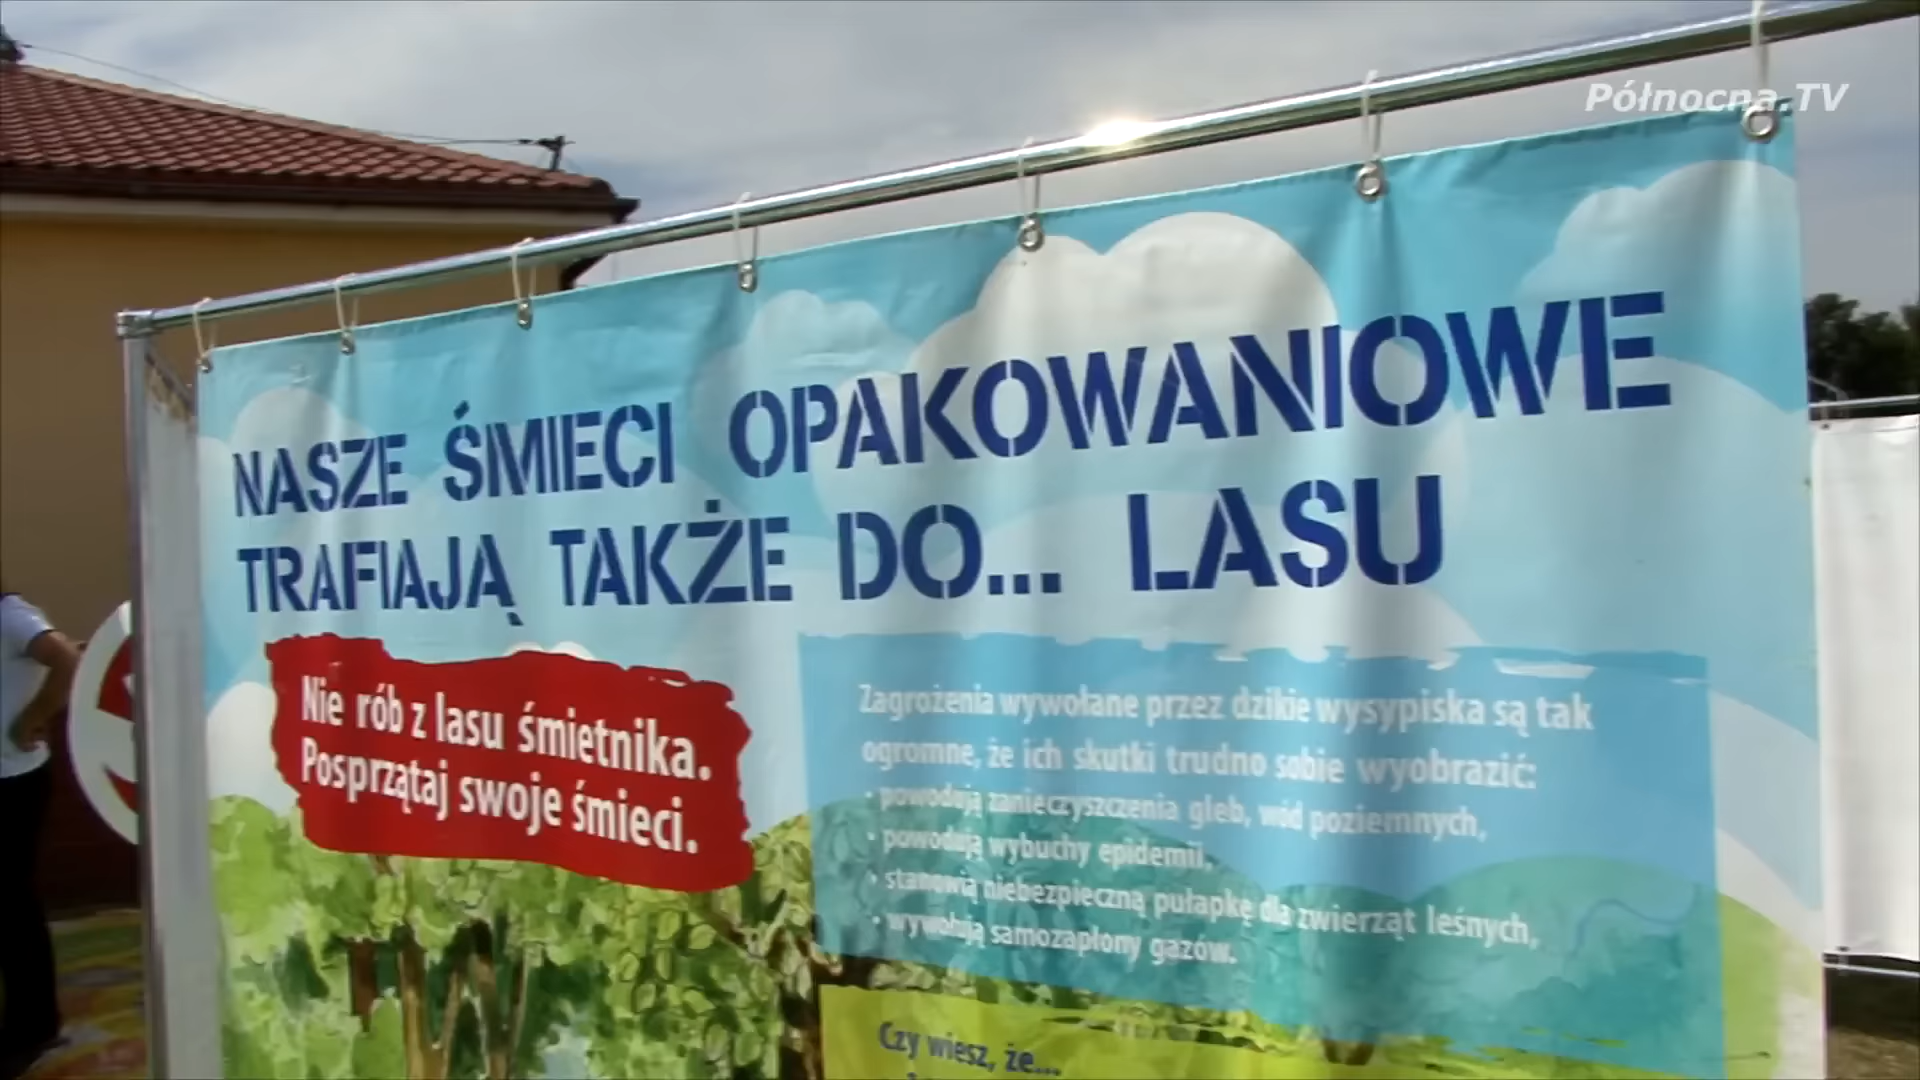 Północna.TV
NASZE ŚMIECI OPAKOWANIOWE
TRAFIAJĄ TAKŻE DO... LASU
Nie rób z lasu śmietnika.
Posprzątaj swoje śmieci.
Zagrożenia wywołane przez dzikie wysypiska są tak
ogromne, że ich skutki trudno sobie wyobrazić:
• powodują zanieczyszczenia gleb, wód poziemnych,
• powodują wybuchy epidemii,
• stanowią niebezpieczną pułapkę dla zwierząt leśnych,
• wywołują samozapłony gazów.
Czy wiesz, że...